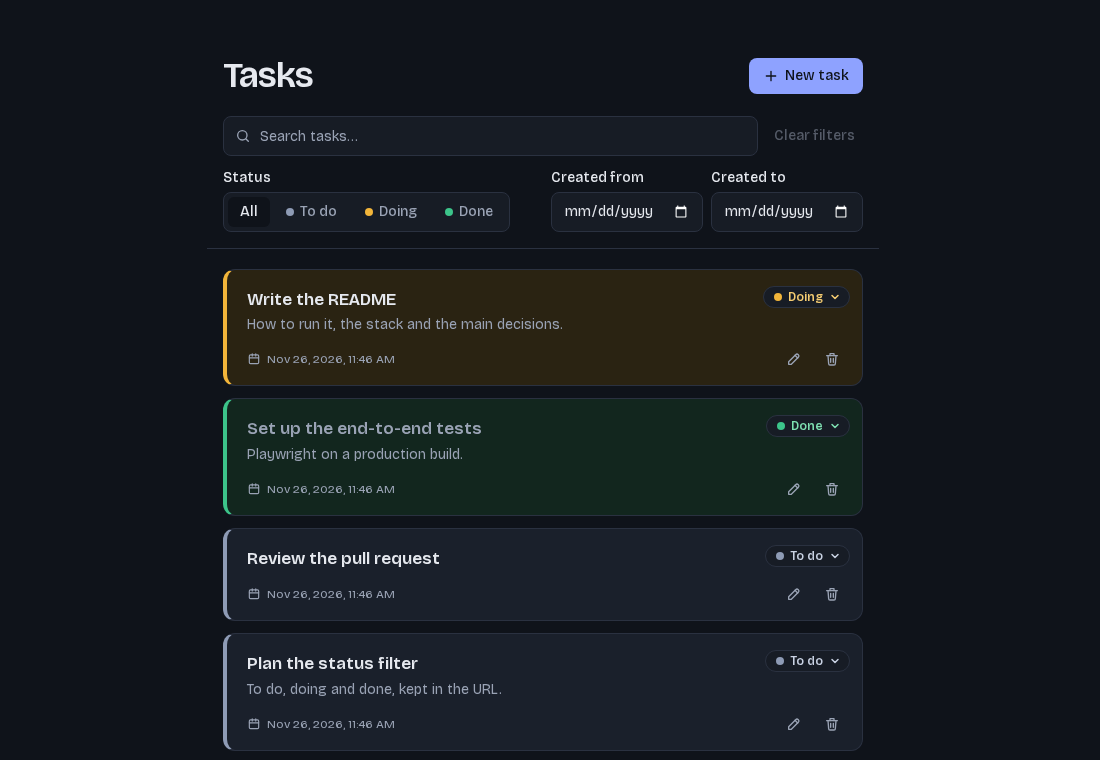 Tasks
New task
Search tasks...
Clear filters
Status
Created from
Created to
All
To do
Doing
Done
mm/dd/yyyy
mm/dd/yyyy
Write the README
Doing
How to run it, the stack and the main decisions.
Nov 26, 2026, 11:46 AM
Set up the end-to-end tests
Done
Playwright on a production build.
Nov 26, 2026, 11:46 AM
Review the pull request
To do
Nov 26, 2026, 11:46 AM
Plan the status filter
To do
To do, doing and done, kept in the URL.
Nov 26, 2026, 11:46 AM